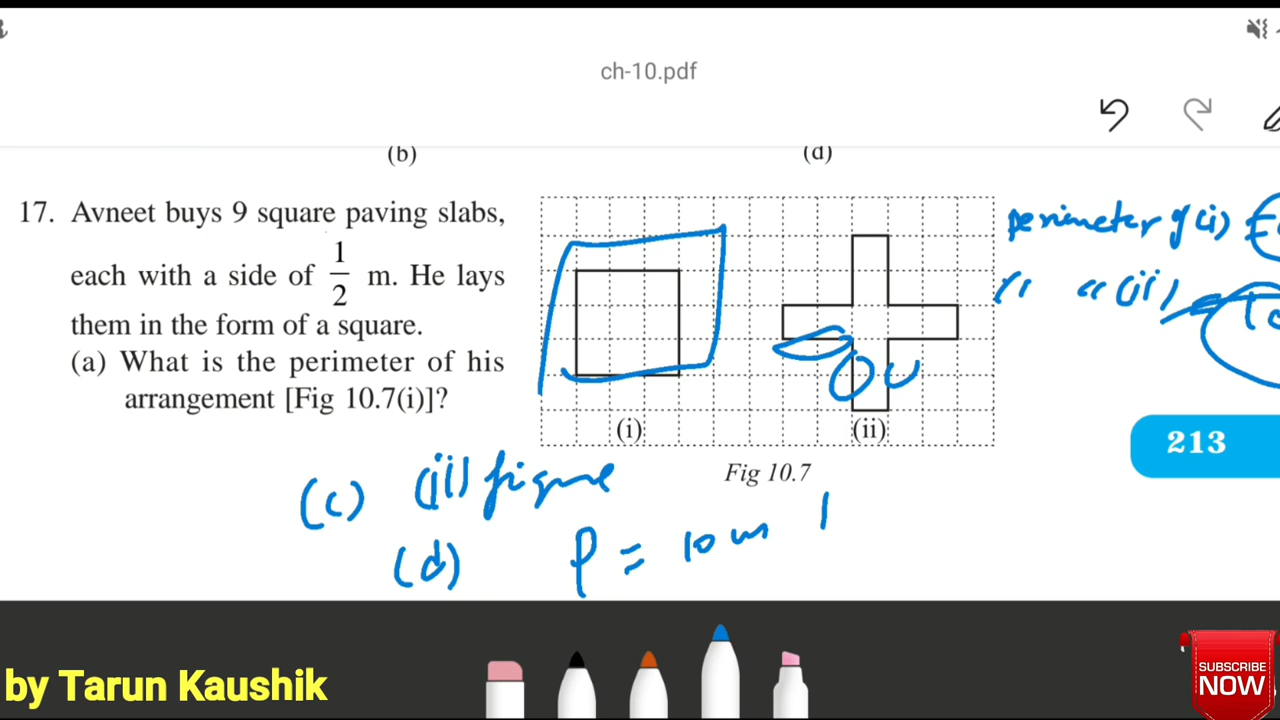 ch-10.pdf
(b)
(d)
17. Avneet buys 9 square paving slabs,
each with a side of 1/2 m. He lays
them in the form of a square.
(a) What is the perimeter of his
arrangement [Fig 10.7(i)]?
(i)
(ii)
Fig 10.7
perimeter of (i)
" " (ii)
213
(c) (ii) figure
(d) P = 10 m
by Tarun Kaushik
SUBSCRIBE
NOW